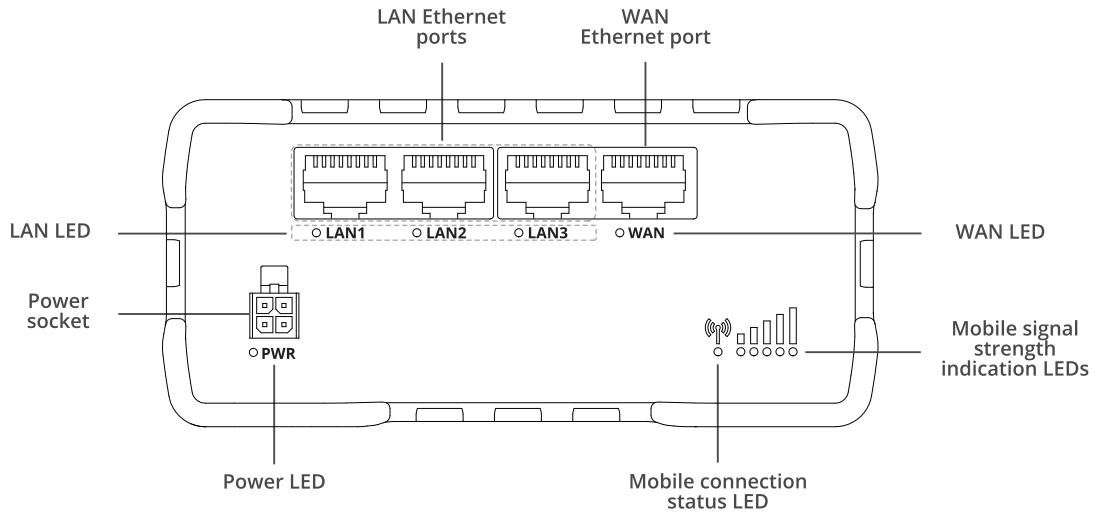 LAN Ethernet
ports
WAN
Ethernet port
LAN LED
LAN1
LAN2
LAN3
WAN
WAN LED
Power
socket
PWR
Mobile signal
strength
indication LEDs
Power LED
Mobile connection
status LED